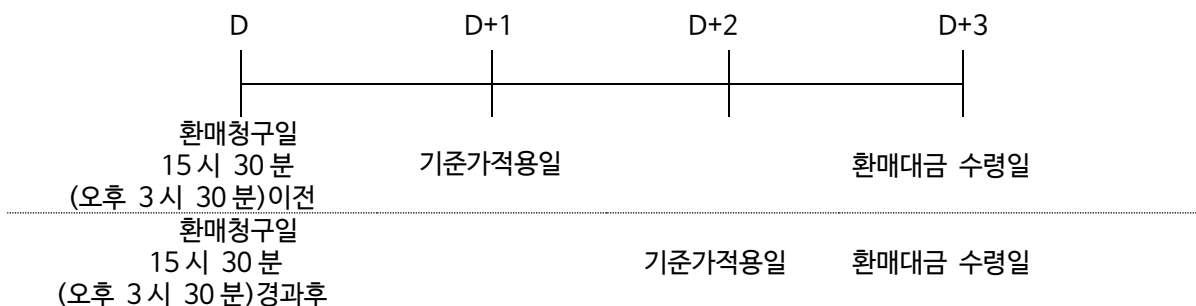 D D+1 D+2 D+3
환매청구일
15시 30분
(오후 3시 30분)이전
기준가적용일
환매대금 수령일
환매청구일
15시 30분
(오후 3시 30분)경과후
기준가적용일
환매대금 수령일